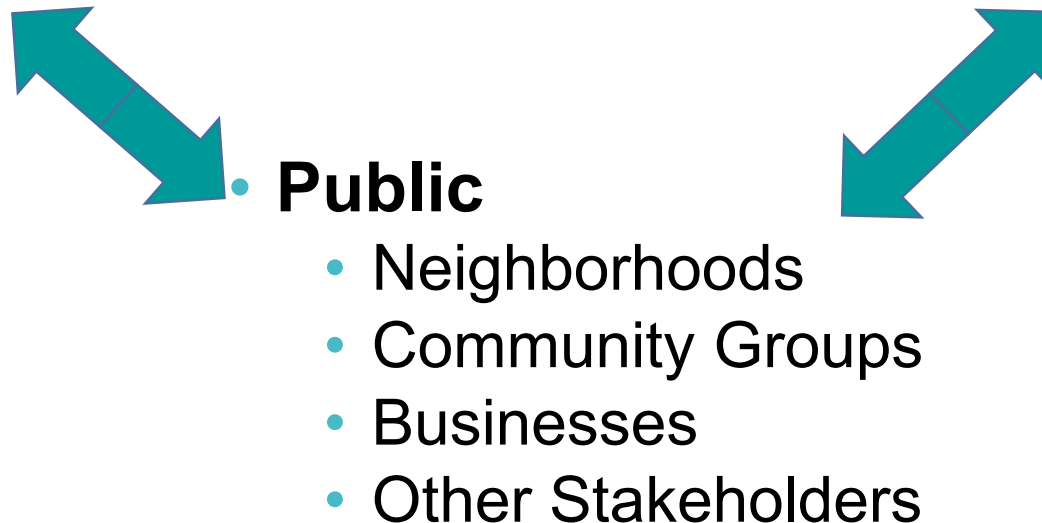 • Public
• Neighborhoods
• Community Groups
• Businesses
• Other Stakeholders